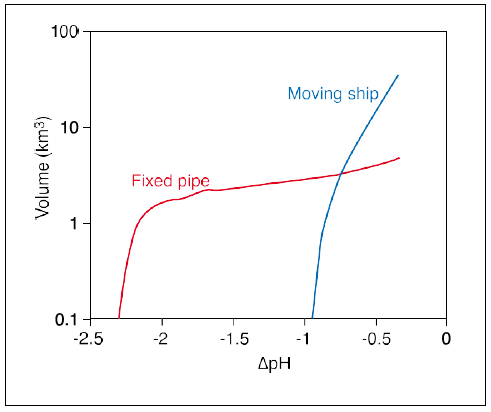 100
Moving ship
10
Volume (km³)
Fixed pipe
1
0.1
-2.5 -2 -1.5 -1 -0.5 0
ΔpH